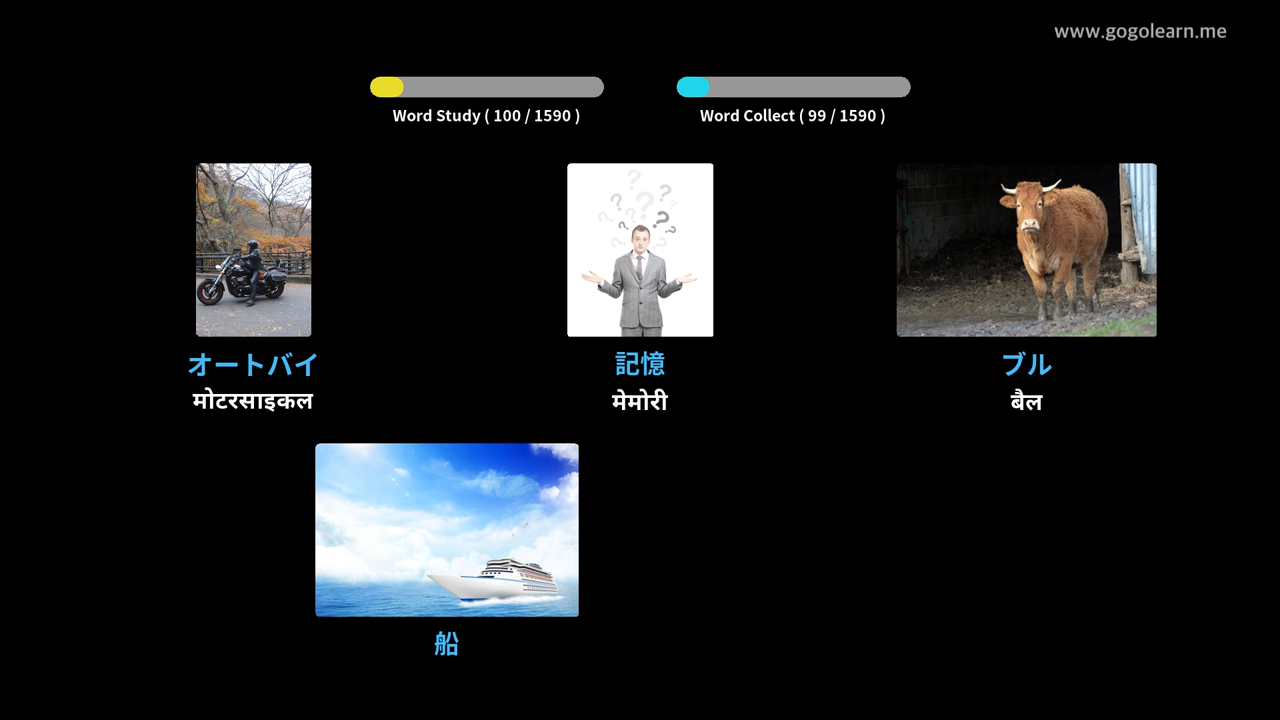 www.gogolearn.me
Word Study ( 100 / 1590 )
Word Collect ( 99 / 1590 )
オートバイ
記憶
ブル
मोटरसाइकल
मेमोरी
बैल
船